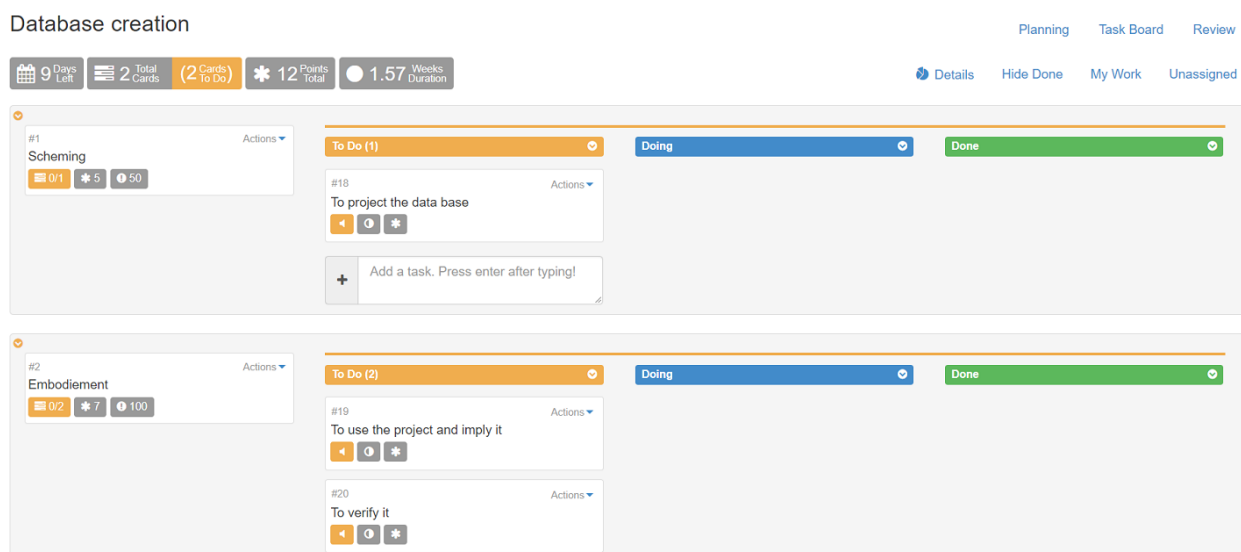 Database creation
Planning Task Board Review
9 Days Left 2 Total Cards (2 Cards To Do) 12 Points Total 1.57 Weeks Duration
Details Hide Done My Work Unassigned
#1 Actions
Scheming
0/1 5 50
To Do (1) Doing Done
#18 Actions
To project the data base
Add a task. Press enter after typing!
#2 Actions
Embodiement
0/2 7 100
To Do (2) Doing Done
#19 Actions
To use the project and imply it
#20 Actions
To verify it